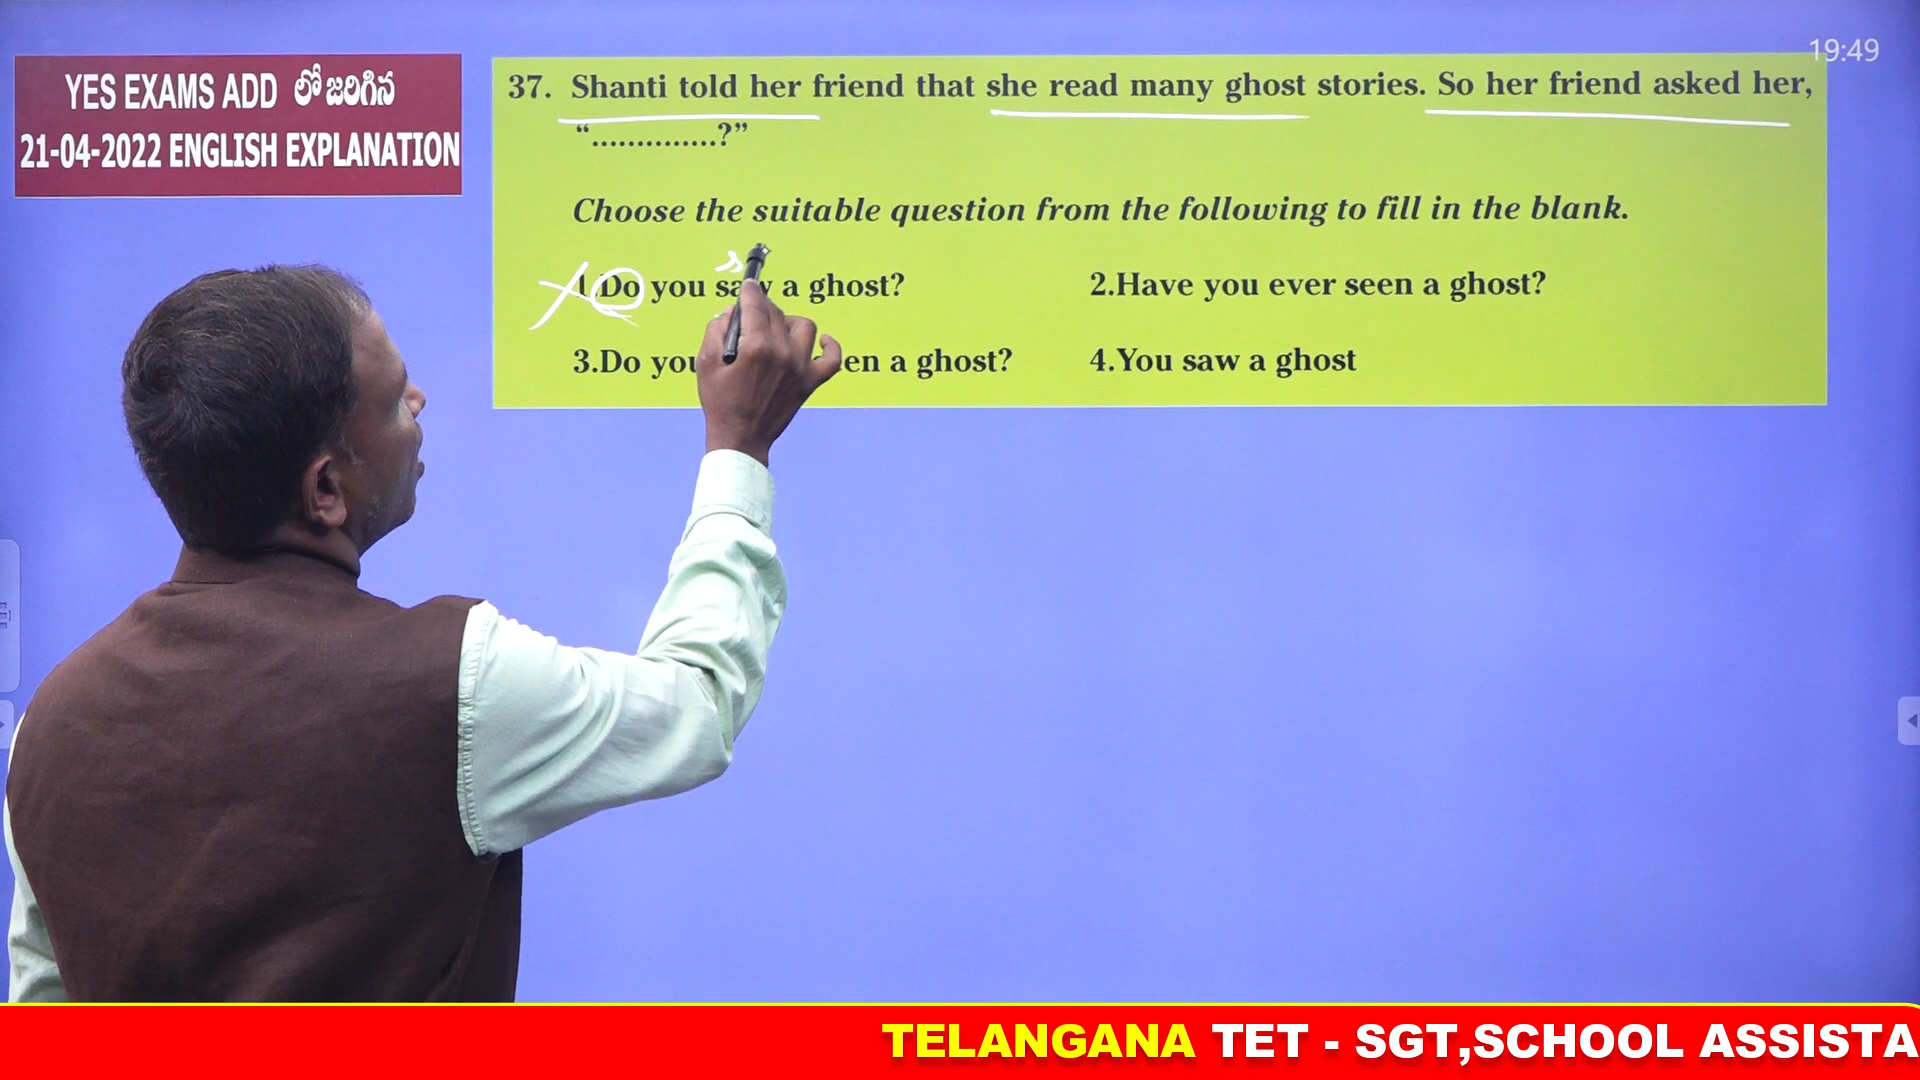 19:49
YES EXAMS ADD లో జరిగిన
21-04-2022 ENGLISH EXPLANATION
37. Shanti told her friend that she read many ghost stories. So her friend asked her,
“..............?”
Choose the suitable question from the following to fill in the blank.
1.Do you saw a ghost? 2.Have you ever seen a ghost?
3.Do you en a ghost? 4.You saw a ghost
TELANGANA TET - SGT,SCHOOL ASSISTA